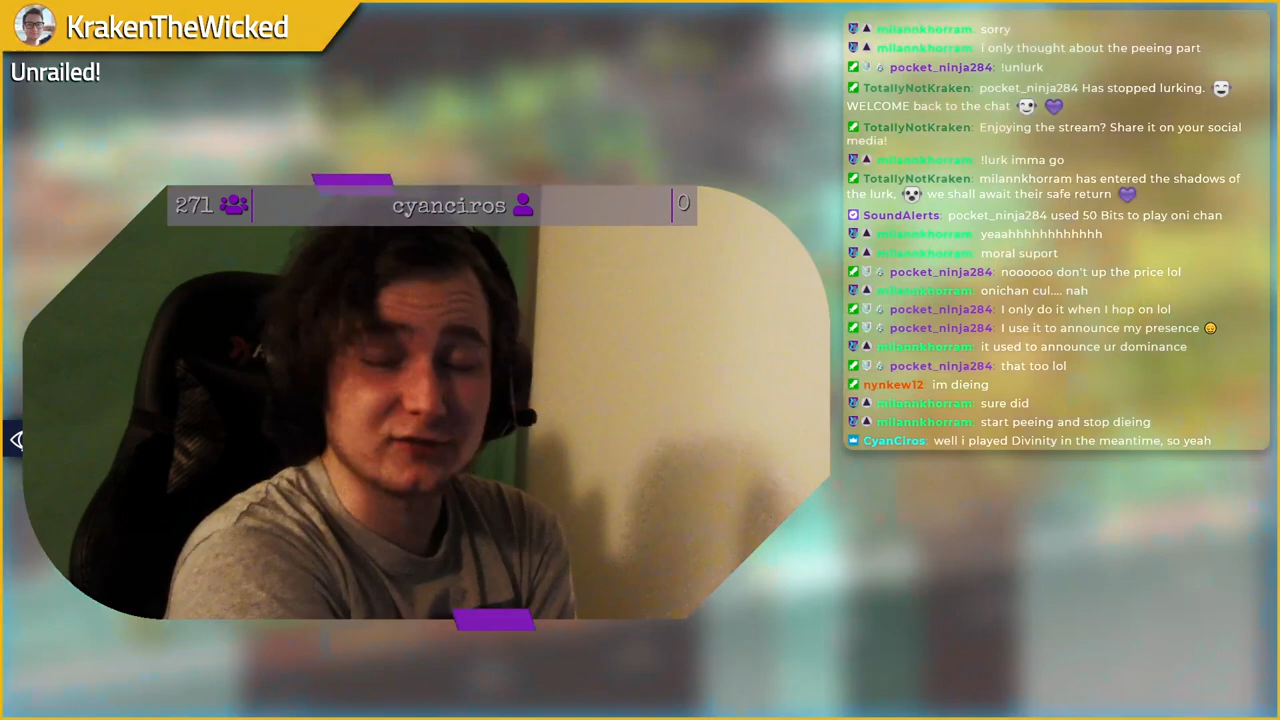 KrakenTheWicked
Unrailed!
271
cyanciros
0
milannkhorram: sorry
milannkhorram: i only thought about the peeing part
pocket_ninja284: !unlurk
TotallyNotKraken: pocket_ninja284 Has stopped lurking.
WELCOME back to the chat
TotallyNotKraken: Enjoying the stream? Share it on your social
media!
milannkhorram: !lurk imma go
TotallyNotKraken: milannkhorram has entered the shadows of
the lurk, we shall await their safe return
SoundAlerts: pocket_ninja284 used 50 Bits to play oni chan
milannkhorram: yeaahhhhhhhhhhh
milannkhorram: moral suport
pocket_ninja284: noooooo don't up the price lol
milannkhorram: onichan cul.... nah
pocket_ninja284: I only do it when I hop on lol
pocket_ninja284: I use it to announce my presence
milannkhorram: it used to announce ur dominance
pocket_ninja284: that too lol
nynkew12: im dieing
milannkhorram: sure did
milannkhorram: start peeing and stop dieing
CyanCiros: well i played Divinity in the meantime, so yeah